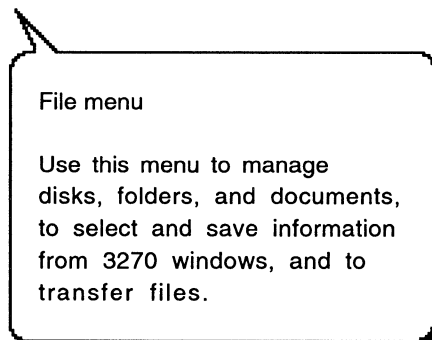 File menu
Use this menu to manage
disks, folders, and documents,
to select and save information
from 3270 windows, and to
transfer files.